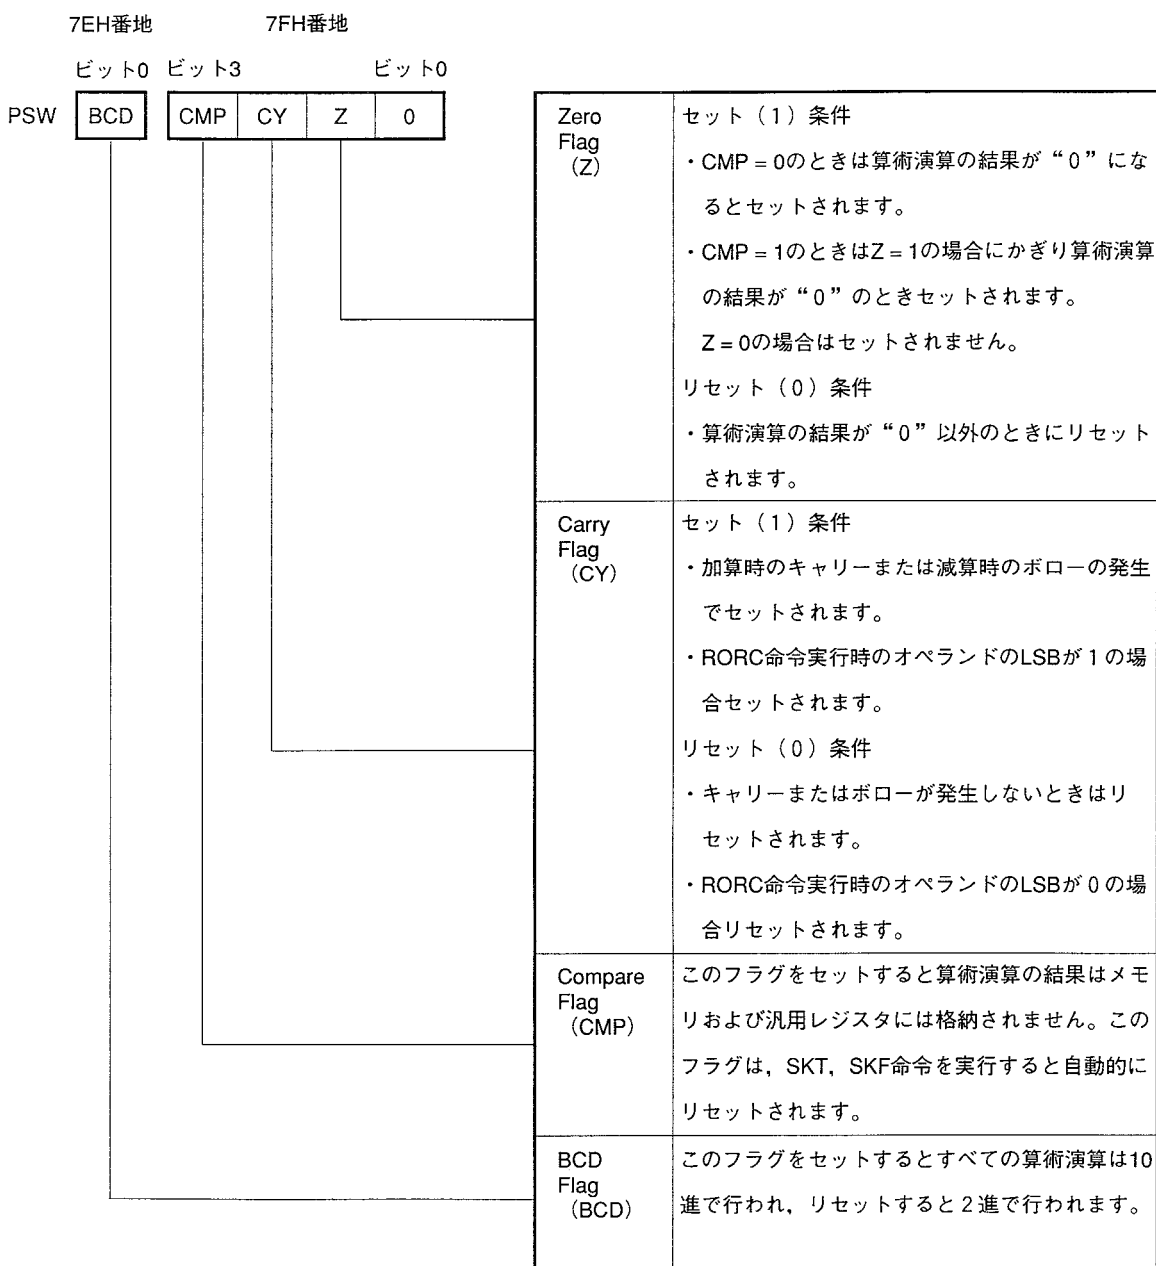 7EH番地 7FH番地
ビット0 ビット3 ビット0
PSW BCD CMP CY Z 0
Zero
Flag
(Z)
セット（1）条件
・CMP = 0のときは算術演算の結果が“0”にな
るとセットされます。
・CMP = 1のときはZ = 1の場合にかぎり算術演算
の結果が“0”のときセットされます。
Z = 0の場合はセットされません。
リセット（0）条件
・算術演算の結果が“0”以外のときにリセット
されます。
Carry
Flag
(CY)
セット（1）条件
・加算時のキャリーまたは減算時のボローの発生
でセットされます。
・RORC命令実行時のオペランドのLSBが1の場
合セットされます。
リセット（0）条件
・キャリーまたはボローが発生しないときはリ
セットされます。
・RORC命令実行時のオペランドのLSBが0の場
合リセットされます。
Compare
Flag
(CMP)
このフラグをセットすると算術演算の結果はメモ
リおよび汎用レジスタには格納されません。この
フラグは，SKT，SKF命令を実行すると自動的に
リセットされます。
BCD
Flag
(BCD)
このフラグをセットするとすべての算術演算は10
進で行われ，リセットすると2進で行われます。